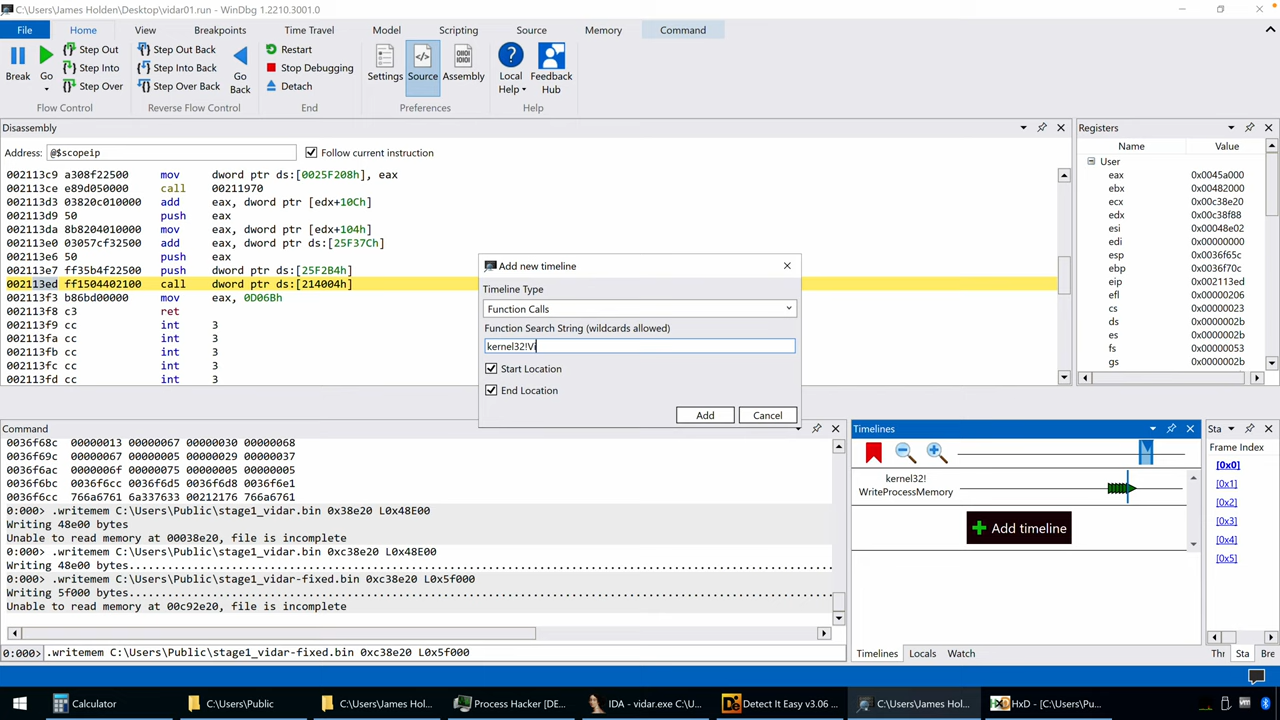 C:\Users\James Holden\Desktop\vidar01.run - WinDbg 1.2210.3001.0
File Home View Breakpoints Time Travel Model Scripting Source Memory Command
Break Go Step Out Step Into Step Over
Step Out Back Step Into Back Step Over Back Go Back
Restart Stop Debugging Detach
Settings Source Assembly Local Help Feedback Hub
Flow Control Reverse Flow Control End Preferences Help
Disassembly
Address: @$scopeip Follow current instruction
002113c9 a308f22500 mov dword ptr ds:[0025F208h], eax
002113ce e89d050000 call 00211970
002113d3 03820c010000 add eax, dword ptr [edx+10Ch]
002113d9 50 push eax
002113da 8b8204010000 mov eax, dword ptr [edx+104h]
002113e0 03057cf32500 add eax, dword ptr ds:[25F37Ch]
002113e6 50 push eax
002113e7 ff35b4f22500 push dword ptr ds:[25F2B4h]
002113ed ff1504402100 call dword ptr ds:[214004h]
002113f3 b86bd00000 mov eax, 0D06Bh
002113f8 c3 ret
002113f9 cc int 3
002113fa cc int 3
002113fb cc int 3
002113fc cc int 3
002113fd cc int 3
Registers
Name Value
User
eax 0x0045a000
ebx 0x00482000
ecx 0x00c38e20
edx 0x00c38f88
esi 0x00048e02
edi 0x00000000
esp 0x0036f65c
ebp 0x0036f70c
eip 0x002113ed
efl 0x00000206
cs 0x00000023
ds 0x0000002b
es 0x0000002b
fs 0x00000053
gs 0x0000002b
Add new timeline
Timeline Type
Function Calls
Function Search String (wildcards allowed)
kernel32!Vi
Start Location
End Location
Add Cancel
Command
0036f68c 00000013 00000067 00000030 00000068
0036f69c 00000067 00000005 00000029 00000037
0036f6ac 0000006f 00000075 00000005 00000005
0036f6bc 0036f6cc 0036f6d5 0036f6dc 0036f6e1
0036f6cc 766a6761 6a337633 00212176 766a6761
0:000> .writemem C:\Users\Public\stage1_vidar.bin 0x38e20 L0x48E00
Writing 48e00 bytes
Unable to read memory at 00038e20, file is incomplete
0:000> .writemem C:\Users\Public\stage1_vidar.bin 0xc38e20 L0x48E00
Writing 48e00 bytes..................................................
0:000> .writemem C:\Users\Public\stage1_vidar-fixed.bin 0xc38e20 L0x5f000
Writing 5f000 bytes..................................................
Unable to read memory at 00c92e20, file is incomplete
0:000> .writemem C:\Users\Public\stage1_vidar-fixed.bin 0xc38e20 L0x5f000
Timelines
kernel32!
WriteProcessMemory
Add timeline
Timelines Locals Watch
Sta
Frame Index
[0x0]
[0x1]
[0x2]
[0x3]
[0x4]
[0x5]
Thr Sta Bre
Calculator C:\Users\Public C:\Users\James Hol... Process Hacker [DE... IDA - vidar.exe C:\U... Detect It Easy v3.06 ... C:\Users\James Hol... HxD - [C:\Users\Pu...